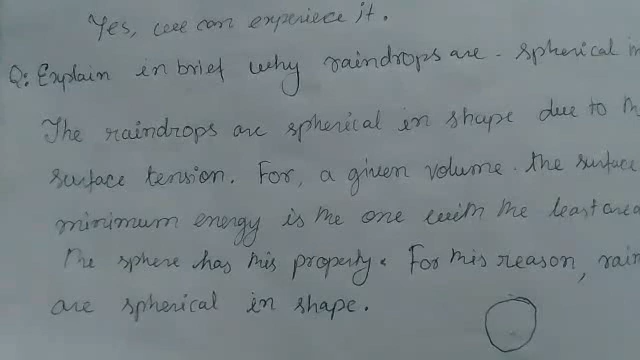 Yes, we can experiece it.
Q: Explain in brief why raindrops are - spherical in
The raindrops are spherical in shape due to th
surface tension. For, a given volume. the surface
minimum energy is the one with the least area
The sphere has this property. For this reason, rain
are spherical in shape.